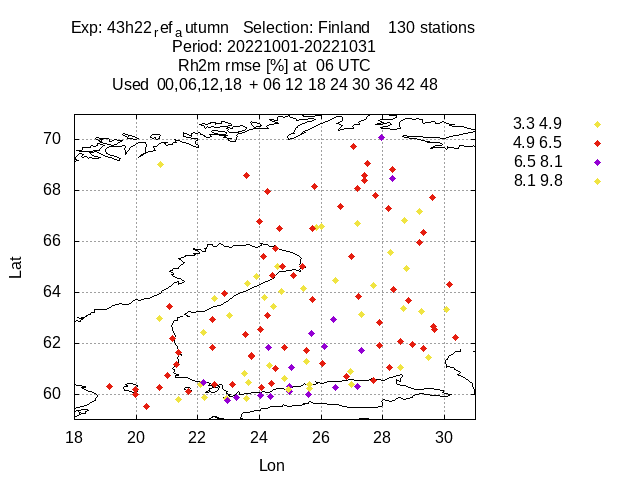 Exp: 43h22refautumn Selection: Finland 130 stations
Period: 20221001-20221031
Rh2m rmse [%] at 06 UTC
Used 00,06,12,18 + 06 12 18 24 30 36 42 48
3.3 4.9
4.9 6.5
6.5 8.1
8.1 9.8
70
68
66
64
62
60
Lat
18 20 22 24 26 28 30
Lon